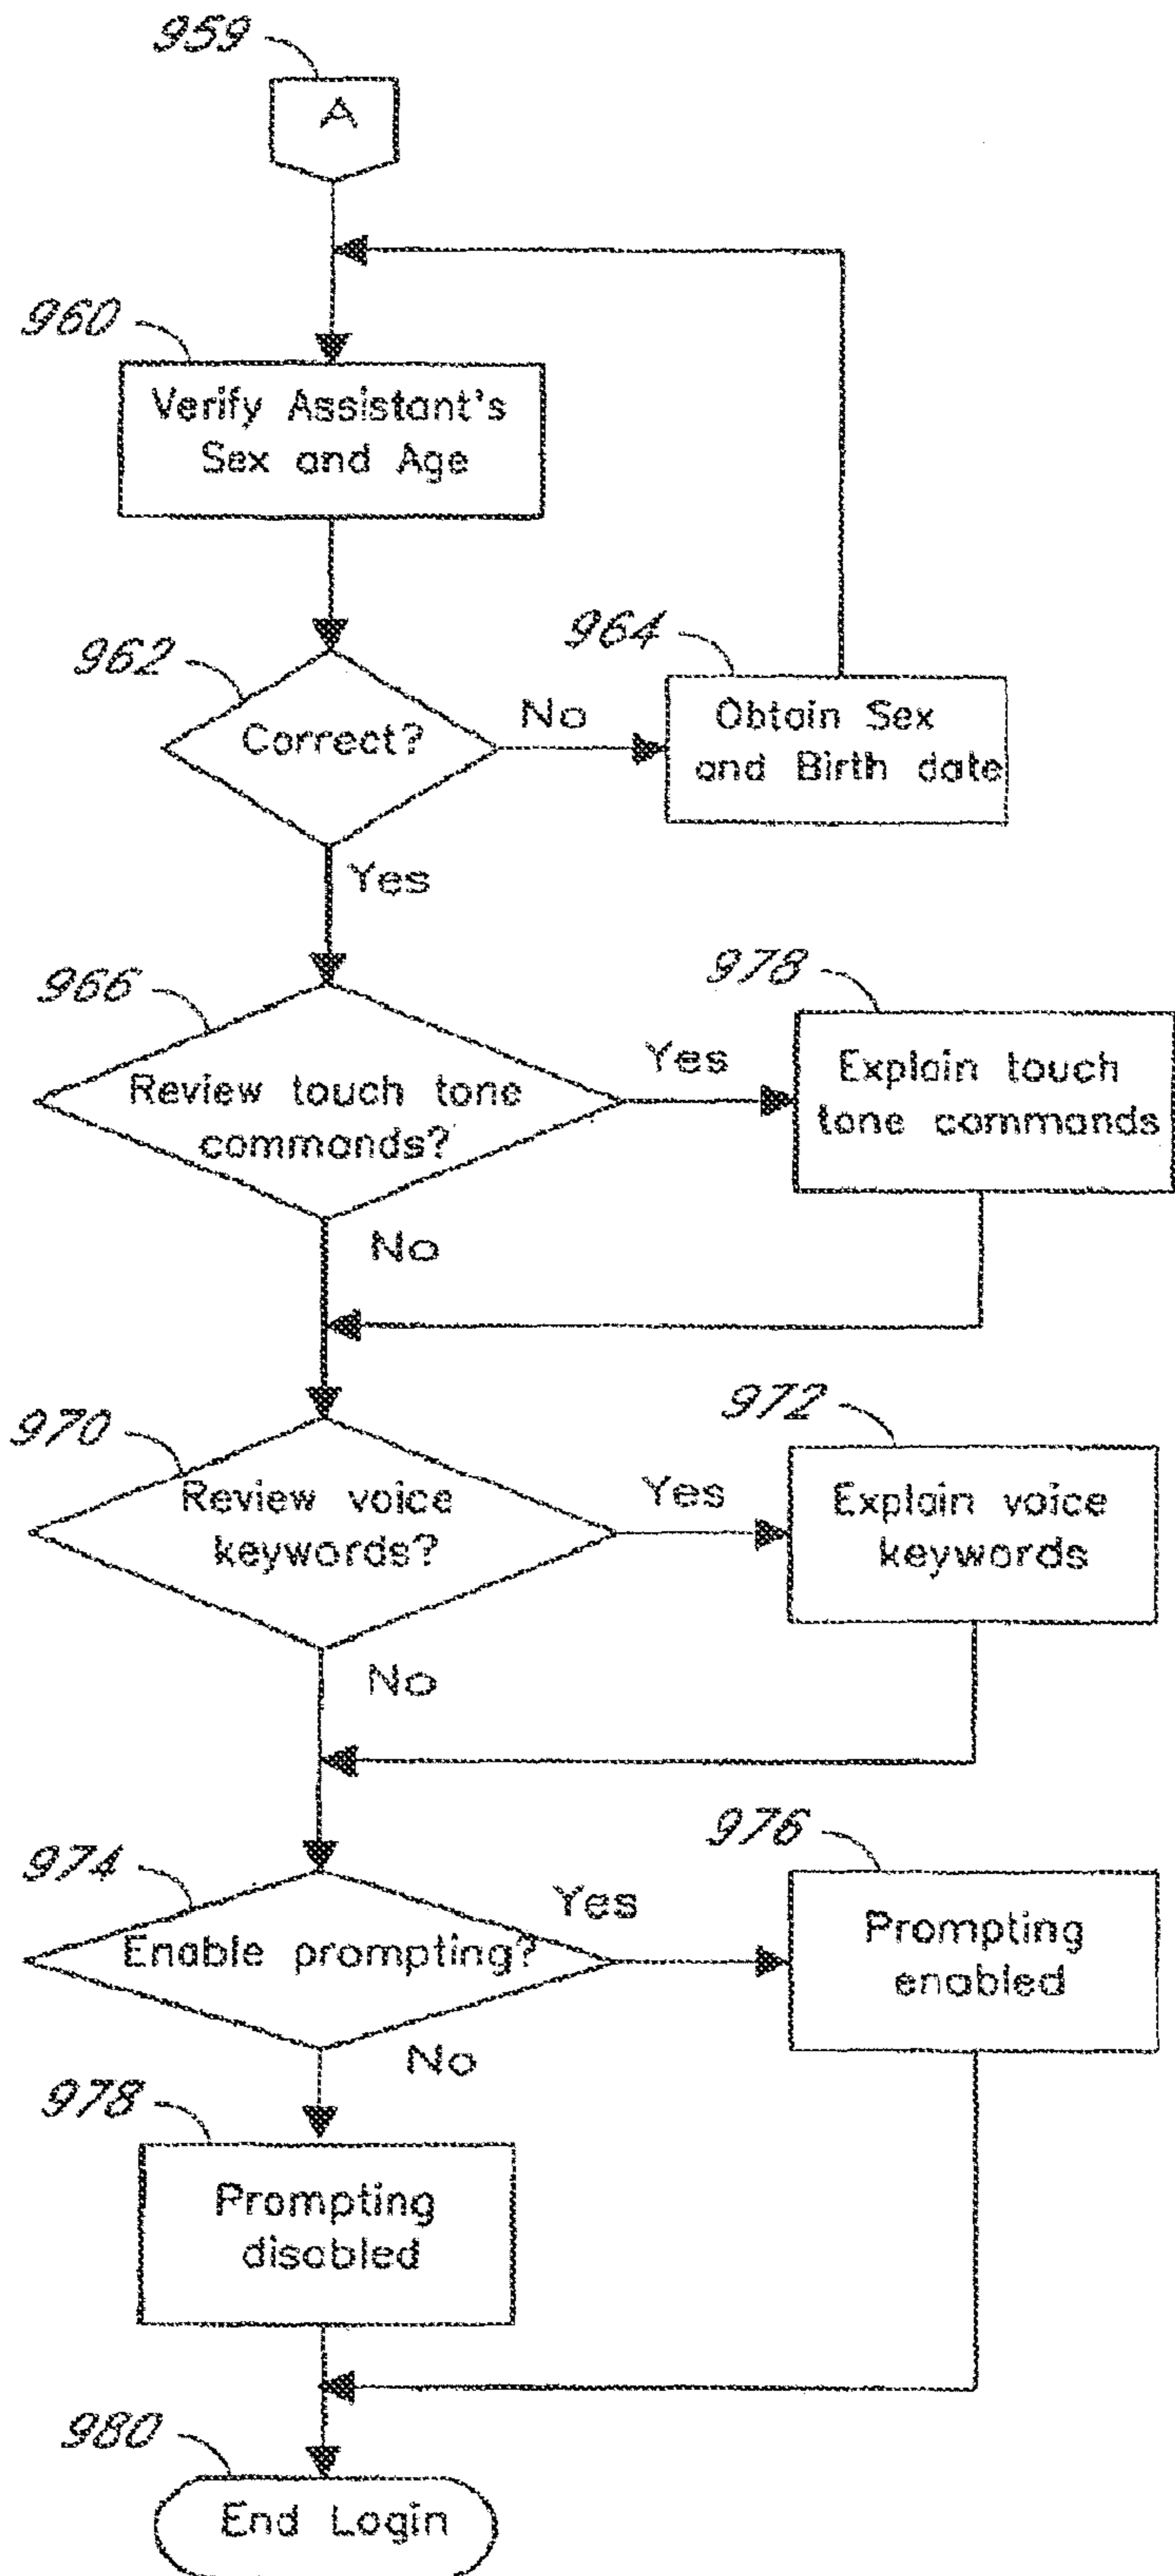 959
A
960
Verify Assistant's
Sex and Age
962
Correct?
No
964
Obtain Sex
and Birth date
Yes
966
Review touch tone
commands?
Yes
978
Explain touch
tone commands
No
970
Review voice
keywords?
Yes
972
Explain voice
keywords
No
974
Enable prompting?
Yes
976
Prompting
enabled
No
978
Prompting
disabled
980
End Login